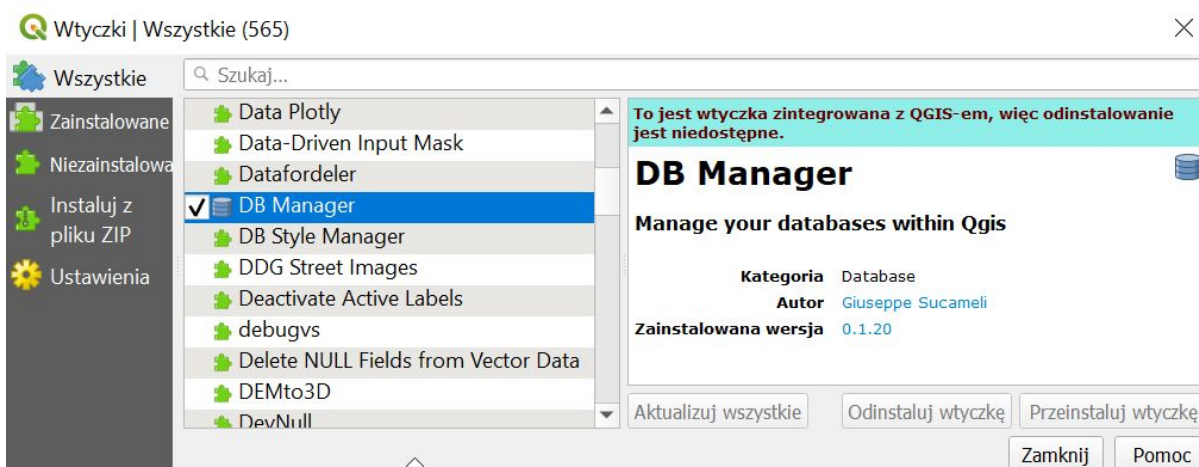 Wtyczki | Wszystkie (565)
Wszystkie
Zainstalowane
Niezainstalowa
Instaluj z
pliku ZIP
Ustawienia
Szukaj...
Data Plotly
Data-Driven Input Mask
Datafordeler
DB Manager
DB Style Manager
DDG Street Images
Deactivate Active Labels
debugvs
Delete NULL Fields from Vector Data
DEMto3D
DevNull
To jest wtyczka zintegrowana z QGIS-em, więc odinstalowanie
jest niedostępne.
DB Manager
Manage your databases within Qgis
Kategoria Database
Autor Giuseppe Sucameli
Zainstalowana wersja 0.1.20
Aktualizuj wszystkie
Odinstaluj wtyczkę
Przeinstaluj wtyczkę
Zamknij
Pomoc